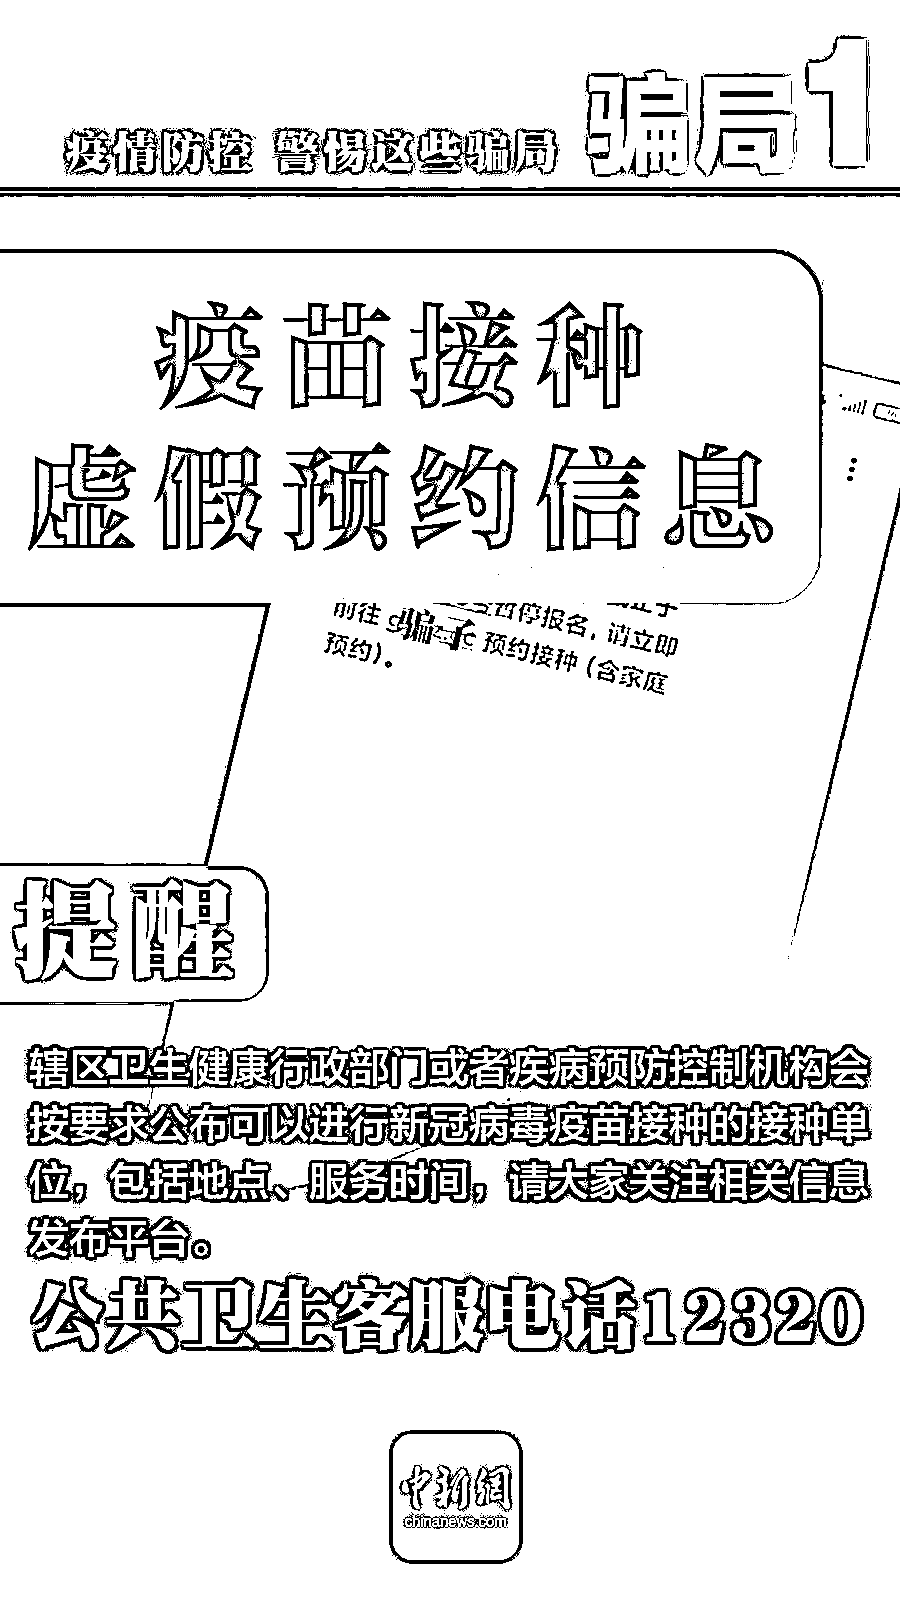 疫情防控 警惕这些骗局 骗局1
疫苗接种
虚假预约信息
暂停报名，请立即
前往 骗子 预约接种（含家庭
预约）。
提醒
辖区卫生健康行政部门或者疾病预防控制机构会
按要求公布可以进行新冠病毒疫苗接种的接种单
位，包括地点、服务时间，请大家关注相关信息
发布平台。
公共卫生客服电话12320
中新網
chinanews.com